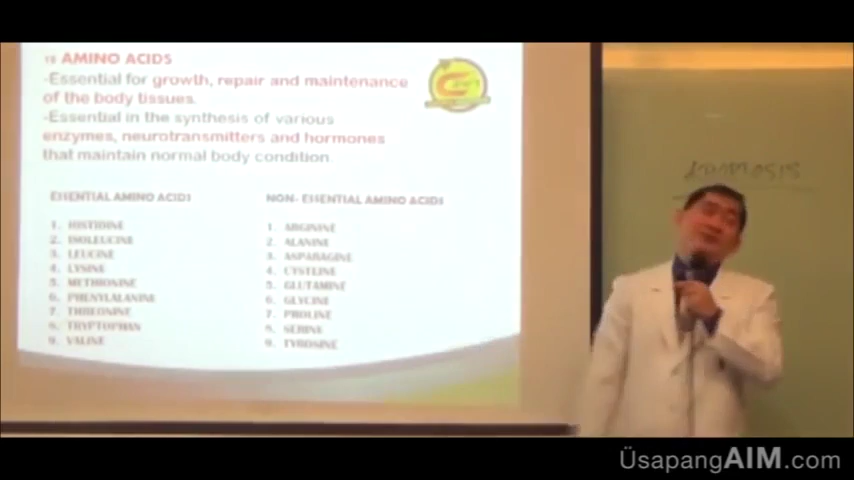 18 AMINO ACIDS
-Essential for growth, repair and maintenance
of the body tissues.
-Essential in the synthesis of various
enzymes, neurotransmitters and hormones
that maintain normal body condition.
ESSENTIAL AMINO ACIDS
1. HISTIDINE
2. ISOLEUCINE
3. LEUCINE
4. LYSINE
5. METHIONINE
6. PHENYLALANINE
7. THREONINE
8. TRYPTOPHAN
9. VALINE
NON- ESSENTIAL AMINO ACIDS
1. ARGININE
2. ALANINE
3. ASPARAGINE
4. CYSTEINE
5. GLUTAMINE
6. GLYCINE
7. PROLINE
8. SERINE
9. TYROSINE
ÜsapangAIM.com